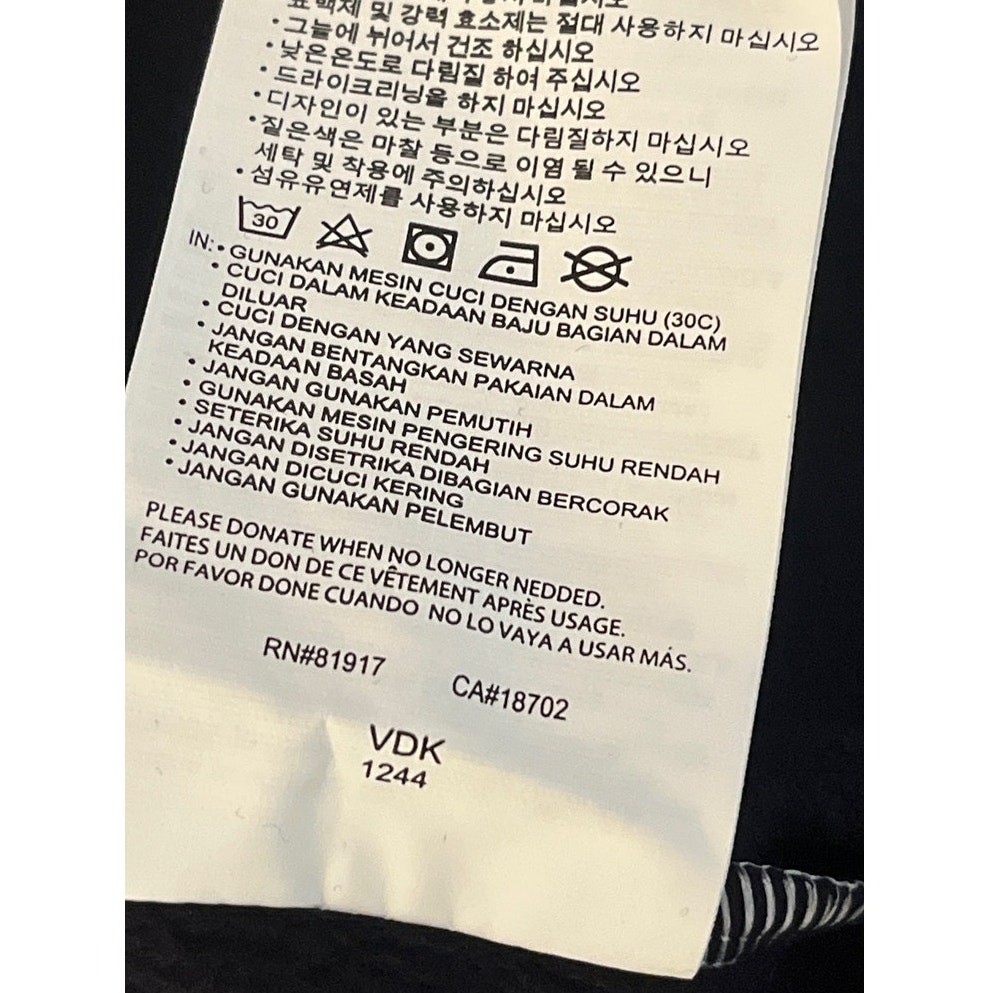 표백제 및 강력 효소제는 절대 사용하지 마십시오
• 그늘에 뉘어서 건조 하십시오
• 낮은온도로 다림질 하여 주십시오
• 드라이크리닝을 하지 마십시오
• 디자인이 있는 부분은 다림질하지 마십시오
• 짙은색은 마찰 등으로 이염 될 수 있으니
세탁 및 착용에 주의하십시오
• 섬유유연제를 사용하지 마십시오
30
IN: • GUNAKAN MESIN CUCI DENGAN SUHU (30C)
• CUCI DALAM KEADAAN BAJU BAGIAN DALAM
DILUAR
• CUCI DENGAN YANG SEWARNA
• JANGAN BENTANGKAN PAKAIAN DALAM
KEADAAN BASAH
• JANGAN GUNAKAN PEMUTIH
• GUNAKAN MESIN PENGERING SUHU RENDAH
• SETERIKA SUHU RENDAH
• JANGAN DISETRIKA DIBAGIAN BERCORAK
• JANGAN DICUCI KERING
• JANGAN GUNAKAN PELEMBUT
PLEASE DONATE WHEN NO LONGER NEDDED.
FAITES UN DON DE CE VÊTEMENT APRÈS USAGE.
POR FAVOR DONE CUANDO NO LO VAYA A USAR MÁS.
RN#81917
CA#18702
VDK
1244